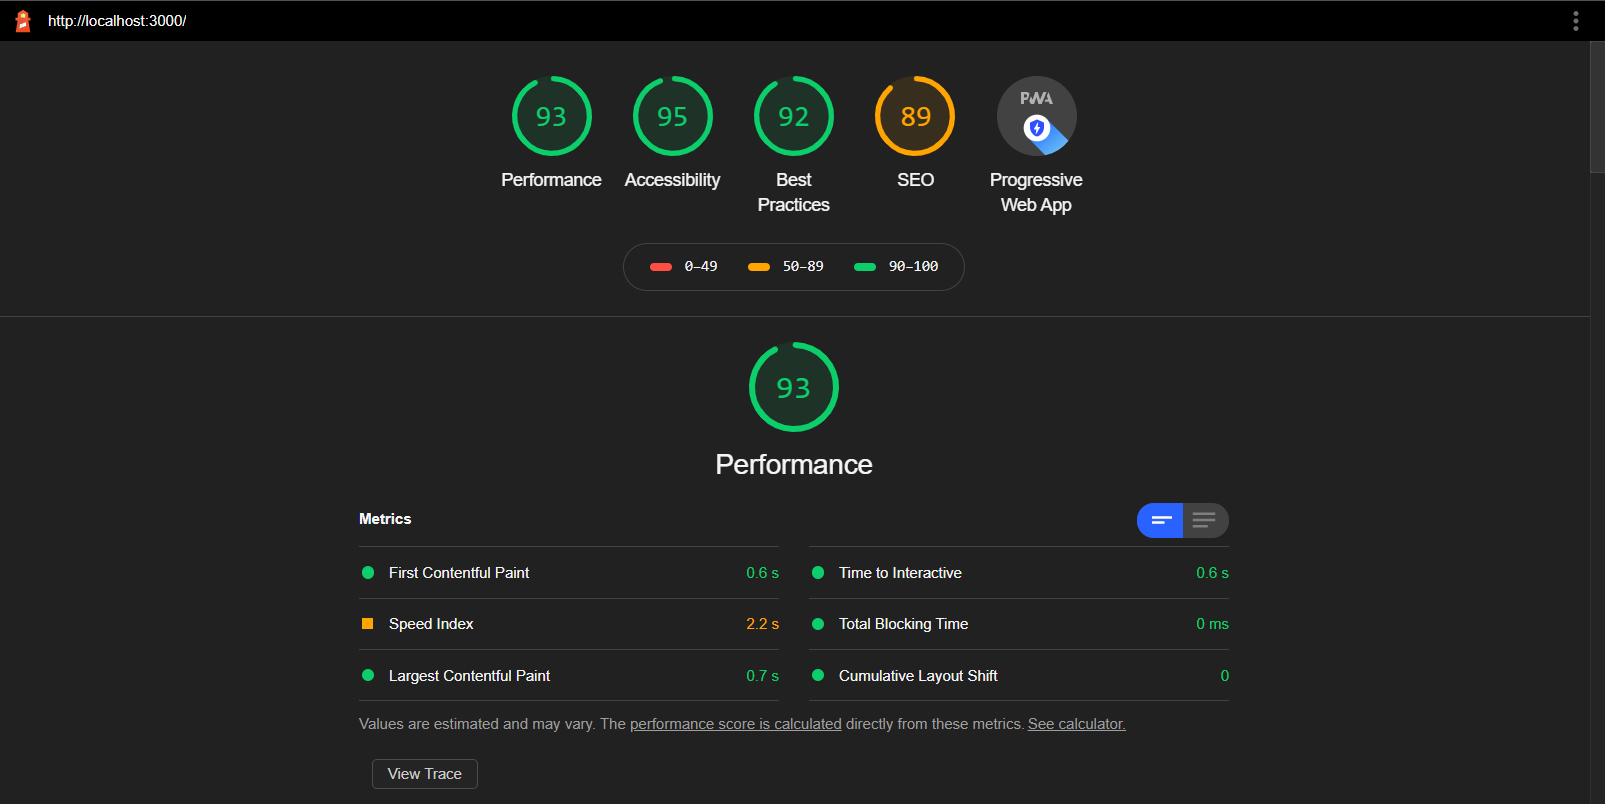 http://localhost:3000/
93
95
92
89
PWA
Performance
Accessibility
Best
Practices
SEO
Progressive
Web App
0–49
50–89
90–100
93
Performance
Metrics
First Contentful Paint 0.6 s
Time to Interactive 0.6 s
Speed Index 2.2 s
Total Blocking Time 0 ms
Largest Contentful Paint 0.7 s
Cumulative Layout Shift 0
Values are estimated and may vary. The performance score is calculated directly from these metrics. See calculator.
View Trace